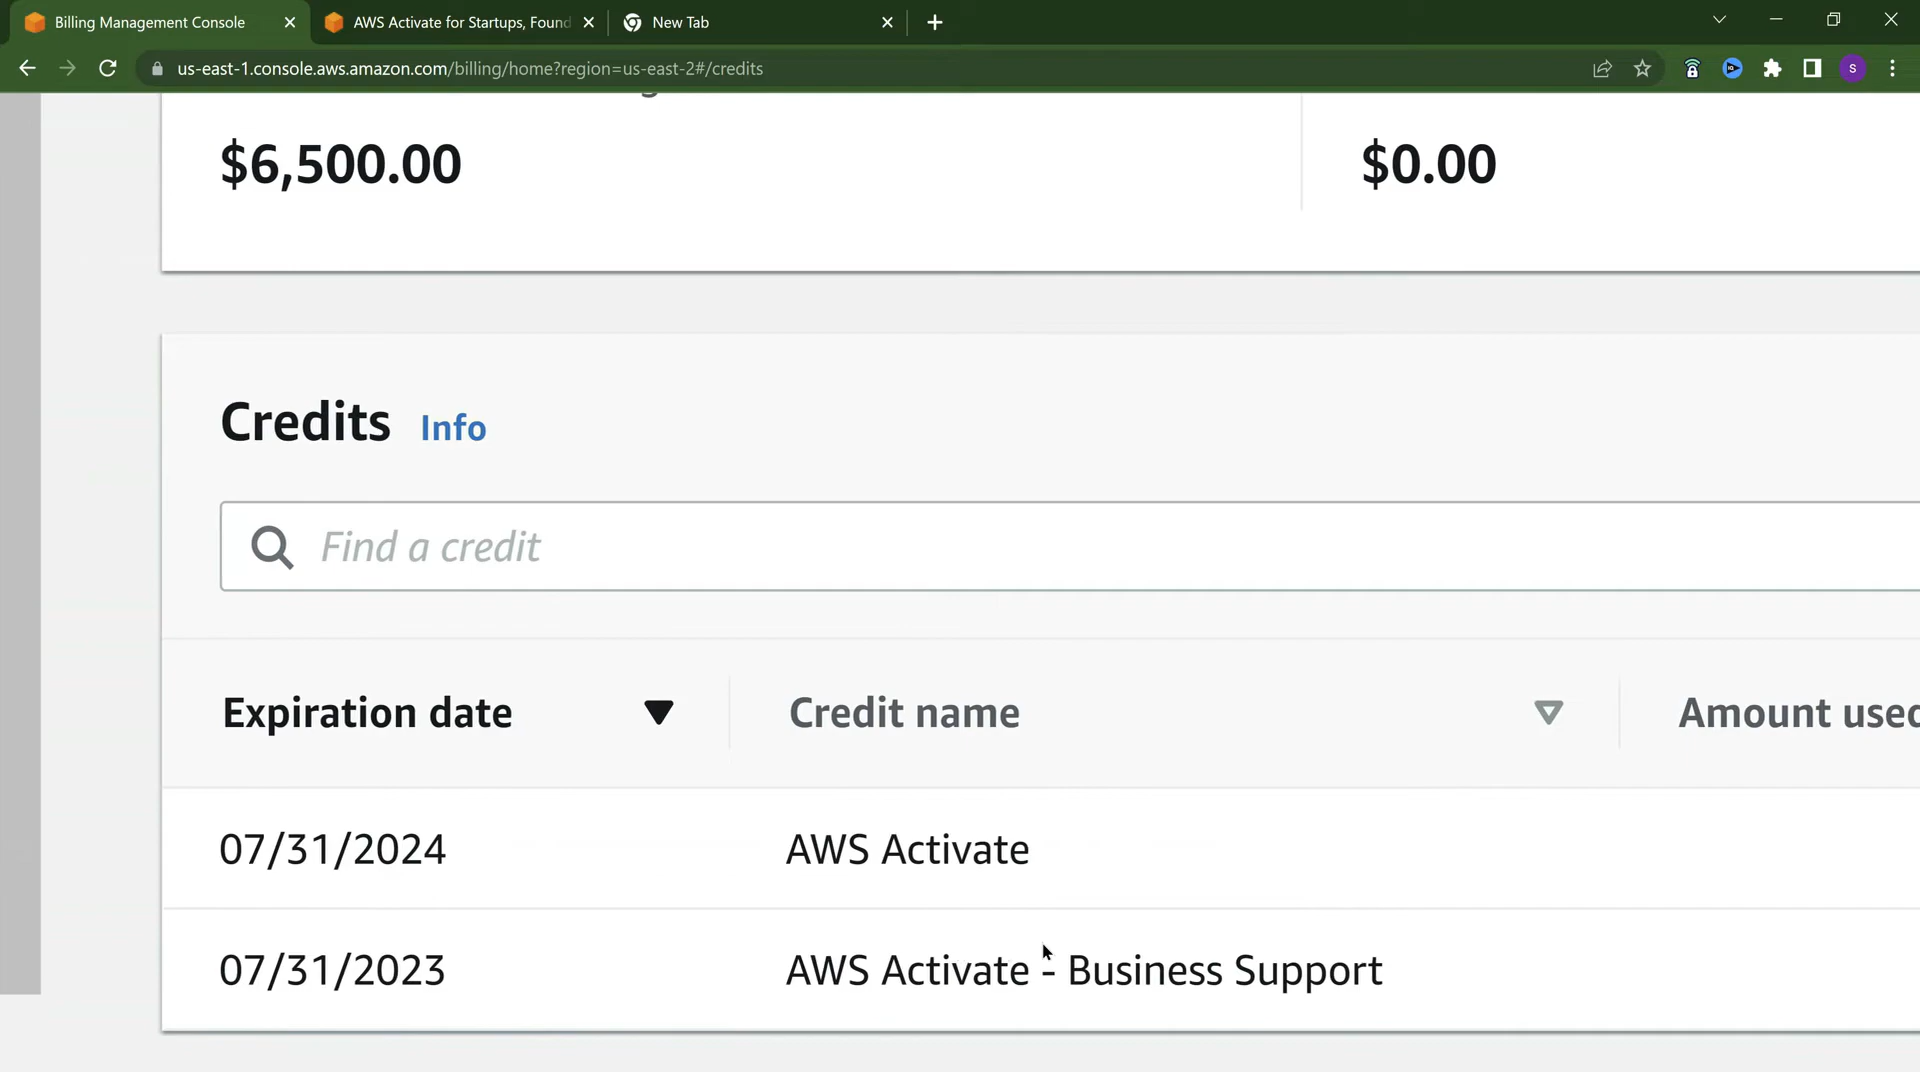 Billing Management Console
AWS Activate for Startups, Found
New Tab
us-east-1.console.aws.amazon.com/billing/home?region=us-east-2#/credits
S
$6,500.00
$0.00
Credits Info
Find a credit
Expiration date
Credit name
Amount used
07/31/2024
AWS Activate
07/31/2023
AWS Activate - Business Support